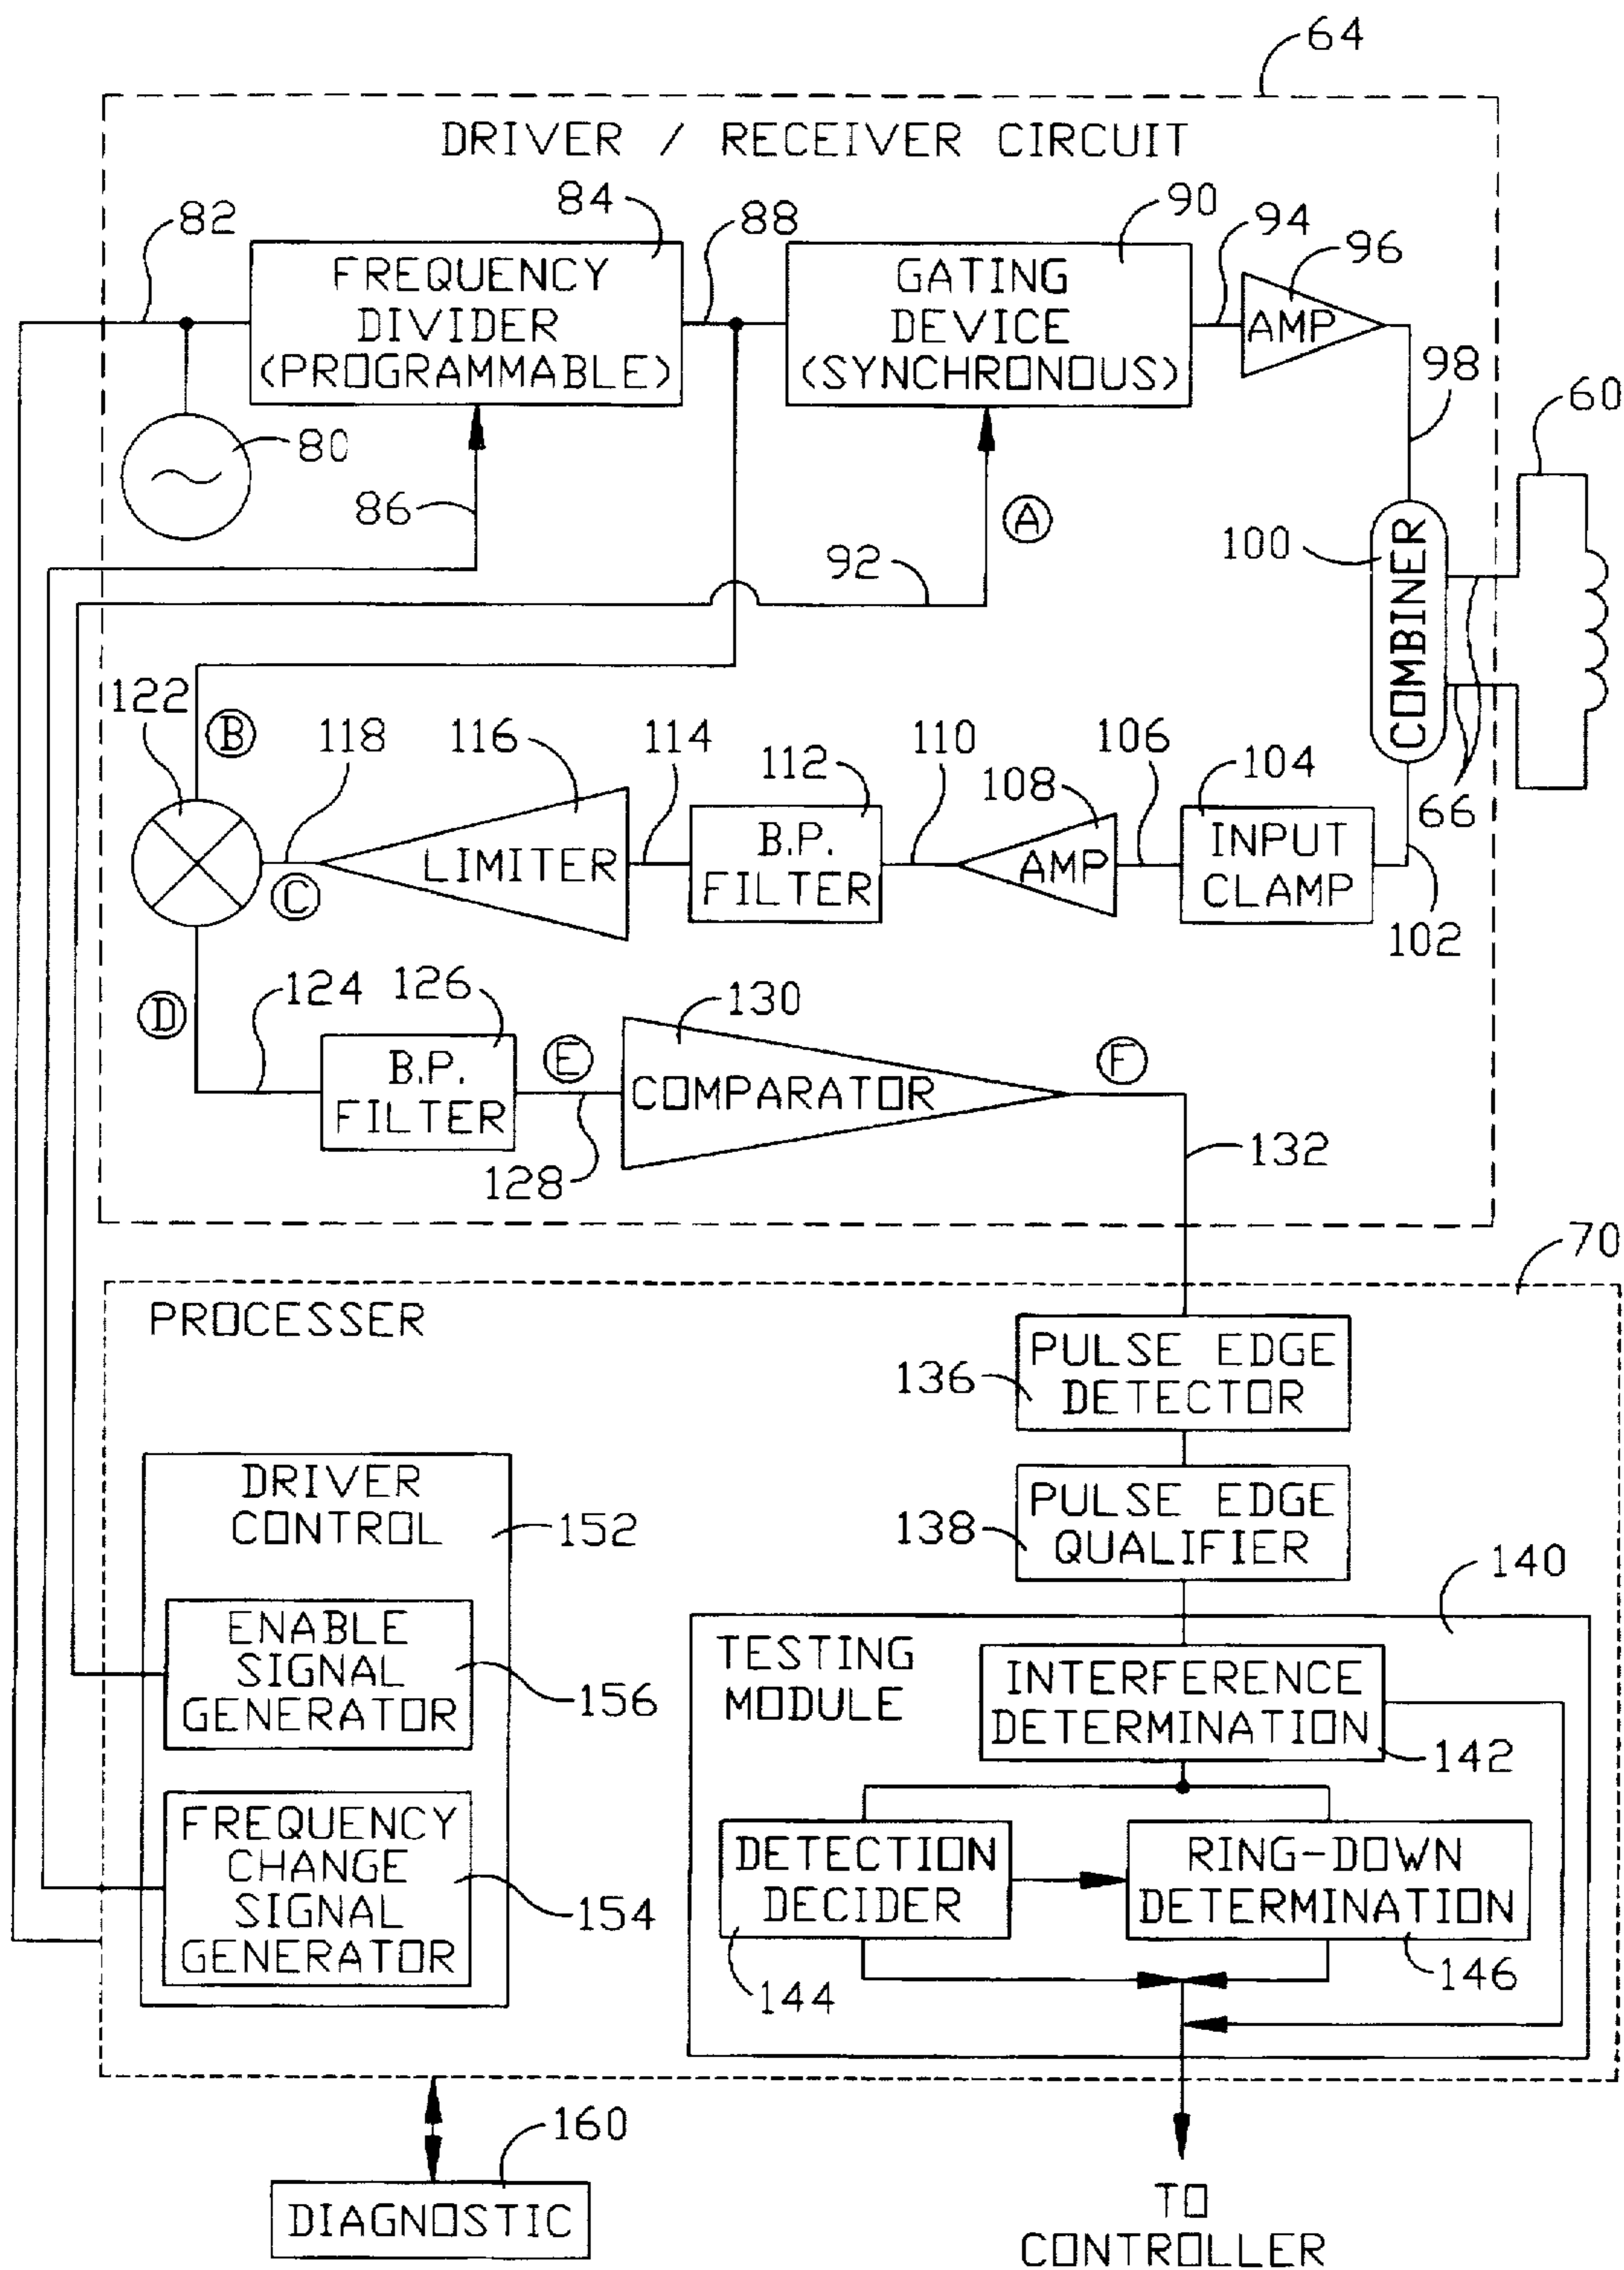 64
DRIVER / RECEIVER CIRCUIT
82
84
88
90
94
96
FREQUENCY
DIVIDER
(PROGRAMMABLE)
GATING
DEVICE
(SYNCHRONOUS)
AMP
98
60
80
86
92
A
100
COMBINER
122
B
118
116
114
112
110
108
106
104
66
LIMITER
B.P.
FILTER
AMP
INPUT
CLAMP
C
102
D
124
126
E
130
F
B.P.
FILTER
COMPARATOR
128
132
70
PROCESSER
PULSE EDGE
DETECTOR
136
DRIVER
CONTROL
152
PULSE EDGE
QUALIFIER
138
140
ENABLE
SIGNAL
GENERATOR
156
TESTING
MODULE
INTERFERENCE
DETERMINATION
142
FREQUENCY
CHANGE
SIGNAL
GENERATOR
154
DETECTION
DECIDER
RING-DOWN
DETERMINATION
144
146
160
DIAGNOSTIC
TO
CONTROLLER